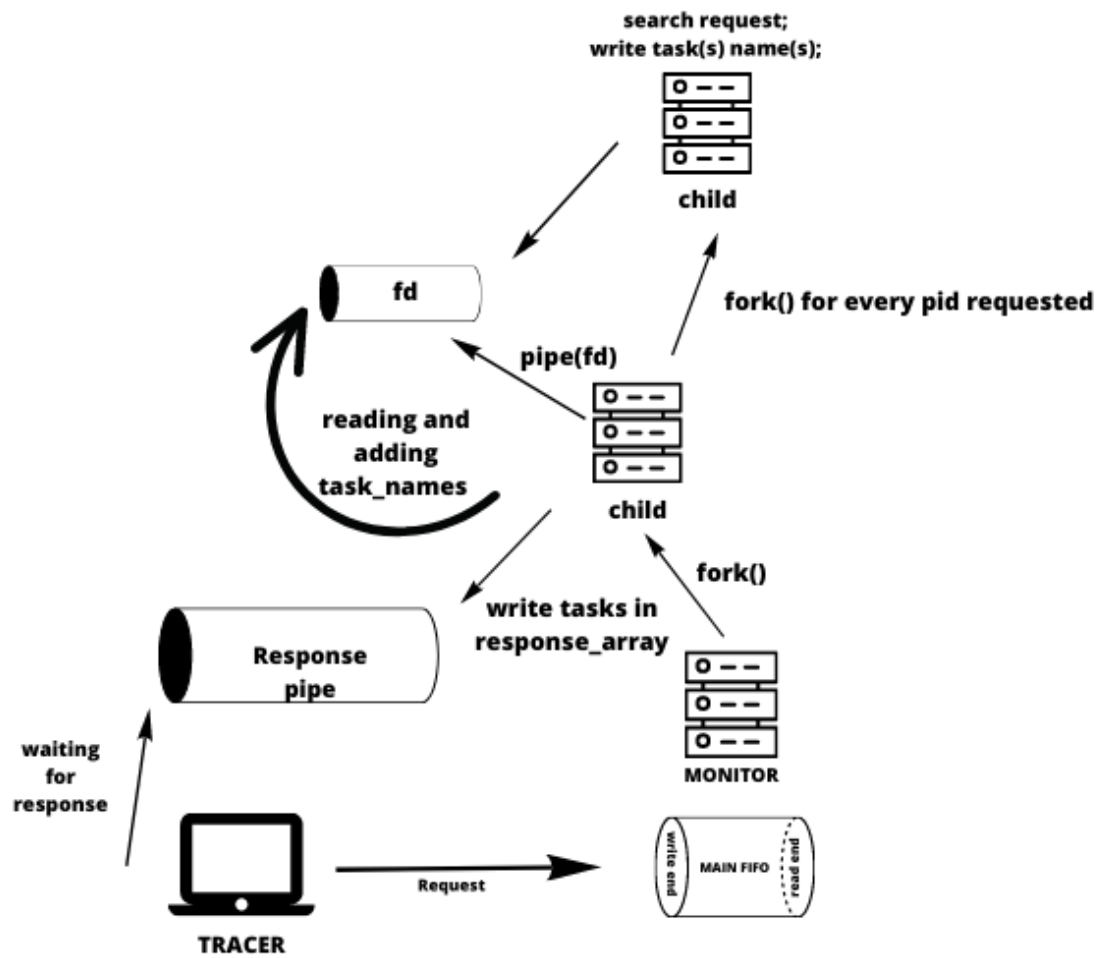 search request;
write task(s) name(s);
child
fd
fork() for every pid requested
pipe(fd)
reading and
adding
task_names
child
fork()
write tasks in
response_array
Response
pipe
waiting
for
response
MONITOR
write end
MAIN FIFO
read end
Request
TRACER